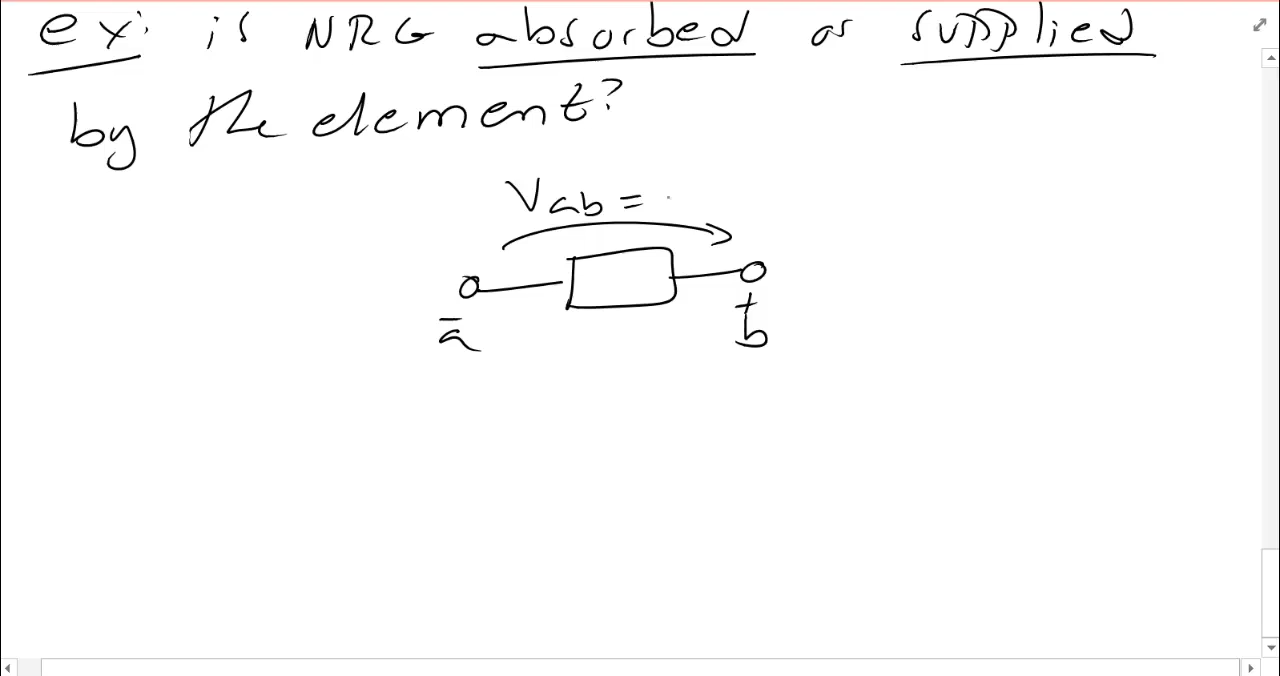 ex: is NRG absorbed or supplied
by the element?
Vab =
- +
a b